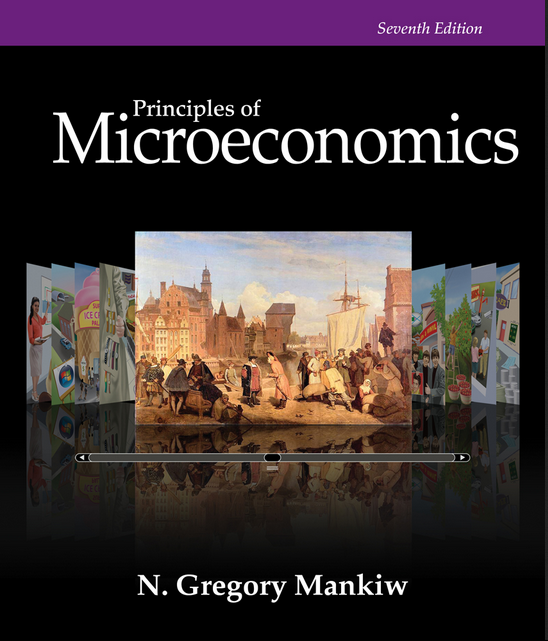 Seventh Edition
Principles of
Microeconomics
N. Gregory Mankiw